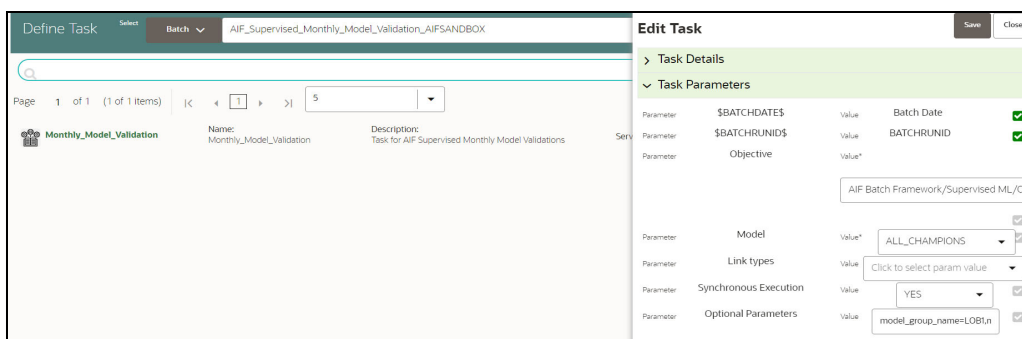 Define Task Select Batch AIF_Supervised_Monthly_Model_Validation_AIFSANDBOX
Page 1 of 1 (1 of 1 items) 1 5
Monthly_Model_Validation
Name:
Monthly_Model_Validation
Description:
Task for AIF Supervised Monthly Model Validations
Serv
Edit Task Save Close
Task Details
Task Parameters
Parameter $BATCHDATE$ Value Batch Date
Parameter $BATCHRUNID$ Value BATCHRUNID
Parameter Objective Value*
AIF Batch Framework/Supervised ML/C
Parameter Model Value* ALL_CHAMPIONS
Parameter Link types Value Click to select param value
Parameter Synchronous Execution Value YES
Parameter Optional Parameters Value model_group_name=LOB1,n